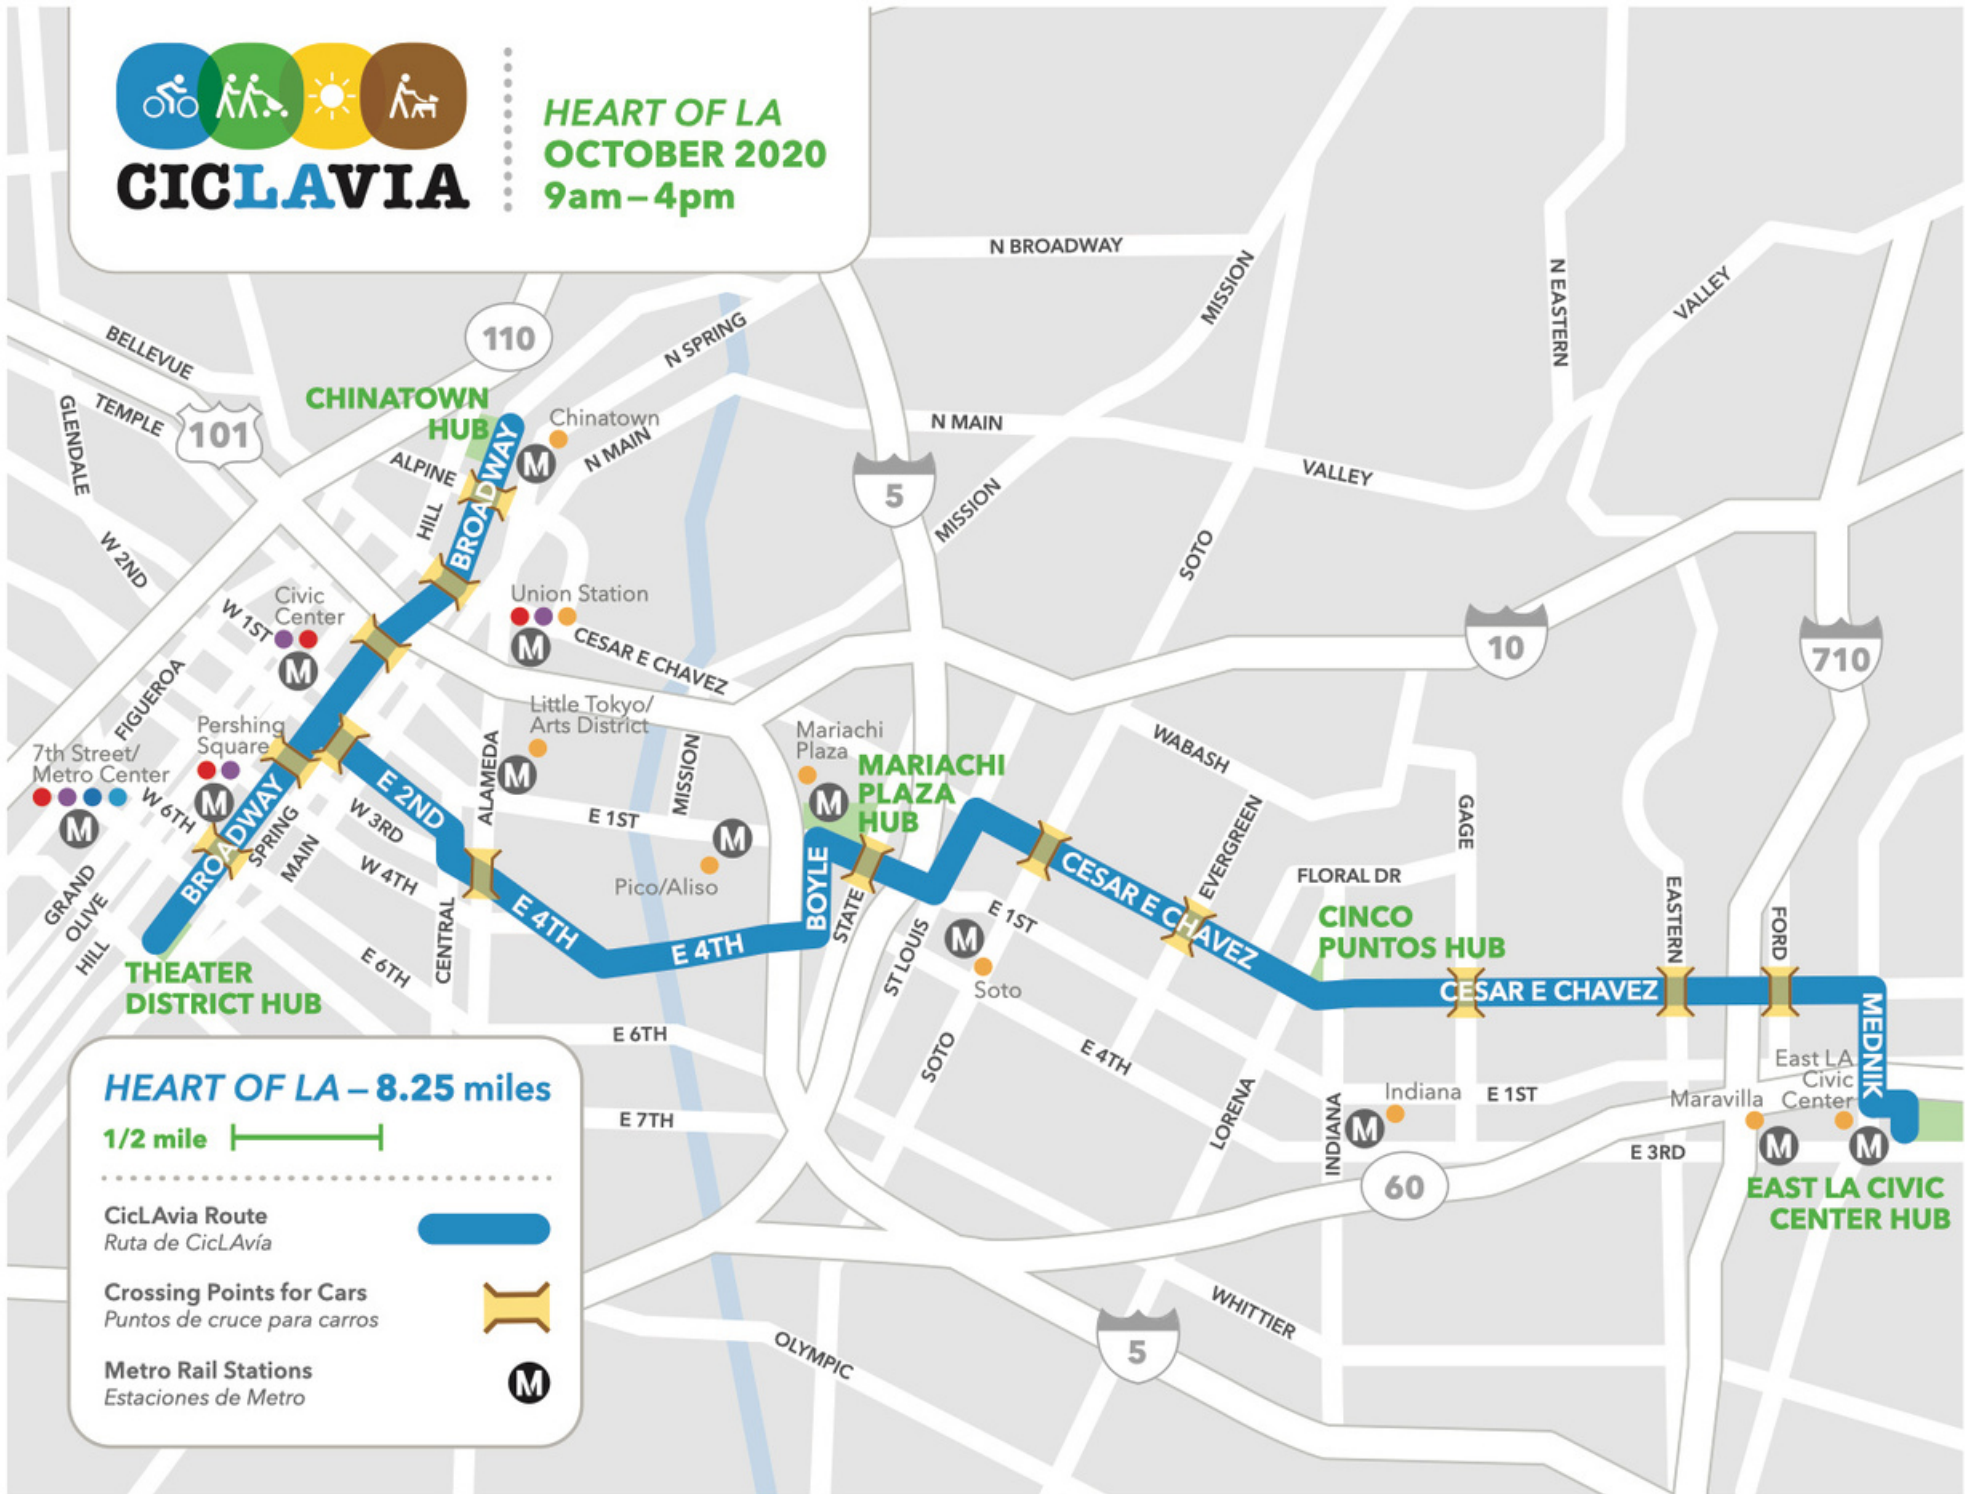 CICLAVIA
HEART OF LA
OCTOBER 2020
9am–4pm
N BROADWAY
MISSION
N EASTERN
VALLEY
BELLEVUE
110
N SPRING
TEMPLE
GLENDALE
101
CHINATOWN
HUB
Chinatown
M
N MAIN
ALPINE
HILL
BROADWAY
N MAIN
5
MISSION
VALLEY
SOTO
W 2ND
Civic
Center
M
W 1ST
Union Station
M
CESAR E CHAVEZ
10
710
FIGUEROA
Pershing
Square
M
7th Street/
Metro Center
M
W 6TH
BROADWAY
SPRING
MAIN
E 2ND
W 3RD
W 4TH
ALAMEDA
Little Tokyo/
Arts District
M
E 1ST
MISSION
M
Pico/Aliso
Mariachi
Plaza
M
MARIACHI
PLAZA
HUB
WABASH
EVERGREEN
GAGE
FLORAL DR
GRAND
OLIVE
HILL
THEATER
DISTRICT HUB
E 6TH
CENTRAL
E 4TH
E 4TH
BOYLE
STATE
ST LOUIS
M
Soto
E 1ST
CESAR E CHAVEZ
CINCO
PUNTOS HUB
CESAR E CHAVEZ
EASTERN
FORD
MEDNIK
E 6TH
SOTO
E 4TH
E 7TH
LORENA
INDIANA
Indiana
M
E 1ST
Maravilla
M
East LA
Civic
Center
M
E 3RD
60
EAST LA CIVIC
CENTER HUB
WHITTIER
5
OLYMPIC
HEART OF LA – 8.25 miles
1/2 mile
CicLAvia Route
Ruta de CicLAvía
Crossing Points for Cars
Puntos de cruce para carros
Metro Rail Stations
Estaciones de Metro
M